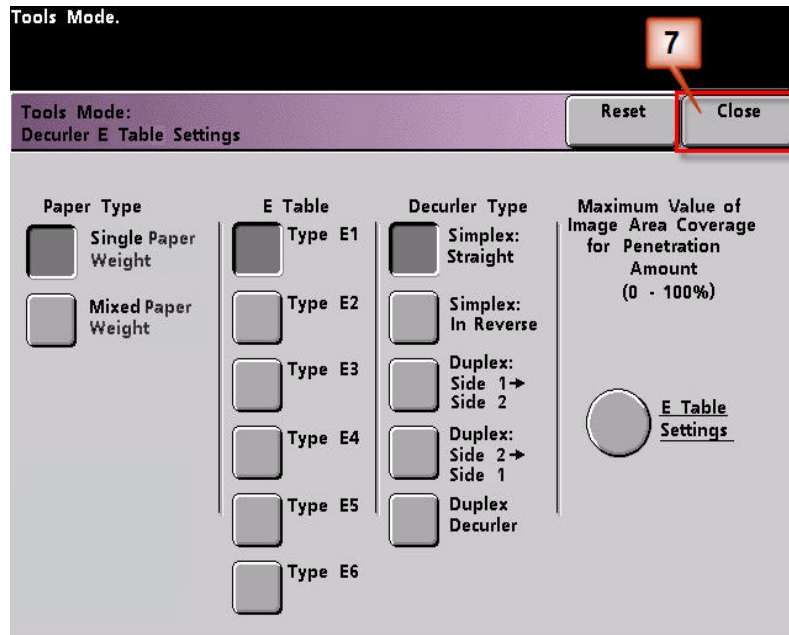 Tools Mode.
7
Tools Mode:
Decurler E Table Settings
Reset
Close
Paper Type
Single Paper
Weight
Mixed Paper
Weight
E Table
Type E1
Type E2
Type E3
Type E4
Type E5
Type E6
Decurler Type
Simplex:
Straight
Simplex:
In Reverse
Duplex:
Side 1→
Side 2
Duplex:
Side 2→
Side 1
Duplex
Decurler
Maximum Value of
Image Area Coverage
for Penetration
Amount
(0 - 100%)
E Table
Settings